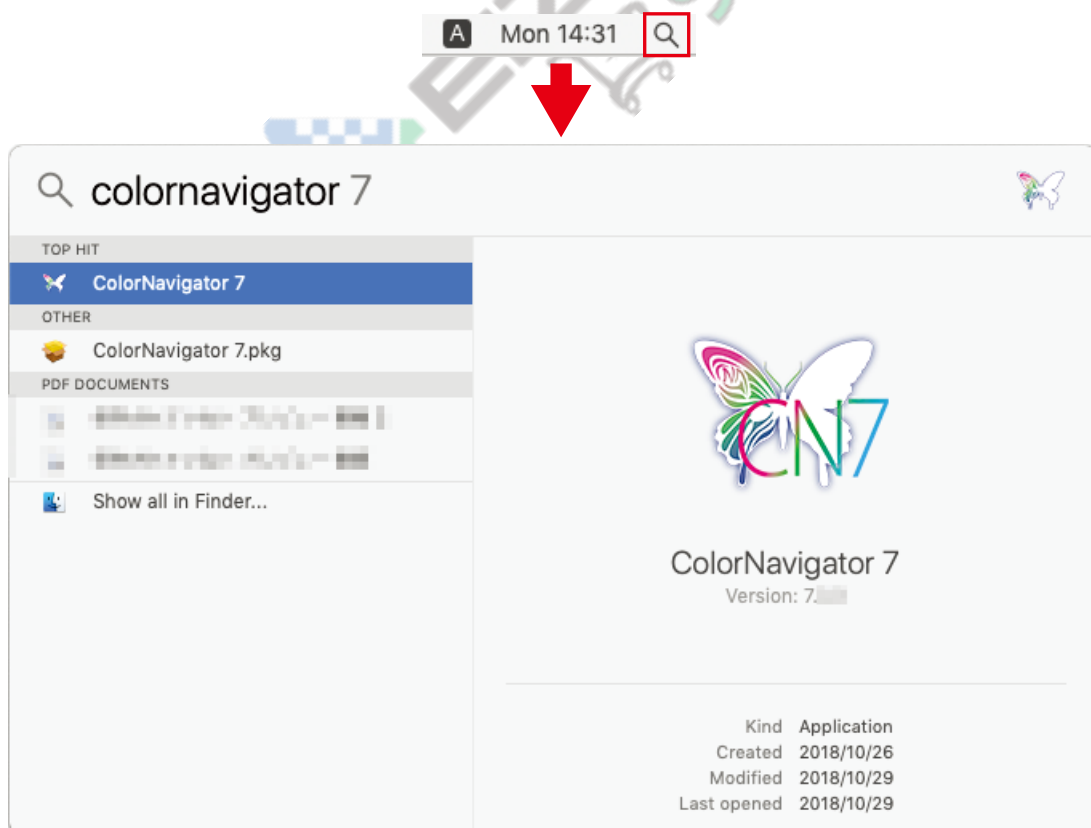 A Mon 14:31
colornavigator 7
TOP HIT
ColorNavigator 7
OTHER
ColorNavigator 7.pkg
PDF DOCUMENTS
Show all in Finder...
CN7
ColorNavigator 7
Version: 7.
Kind Application
Created 2018/10/26
Modified 2018/10/29
Last opened 2018/10/29